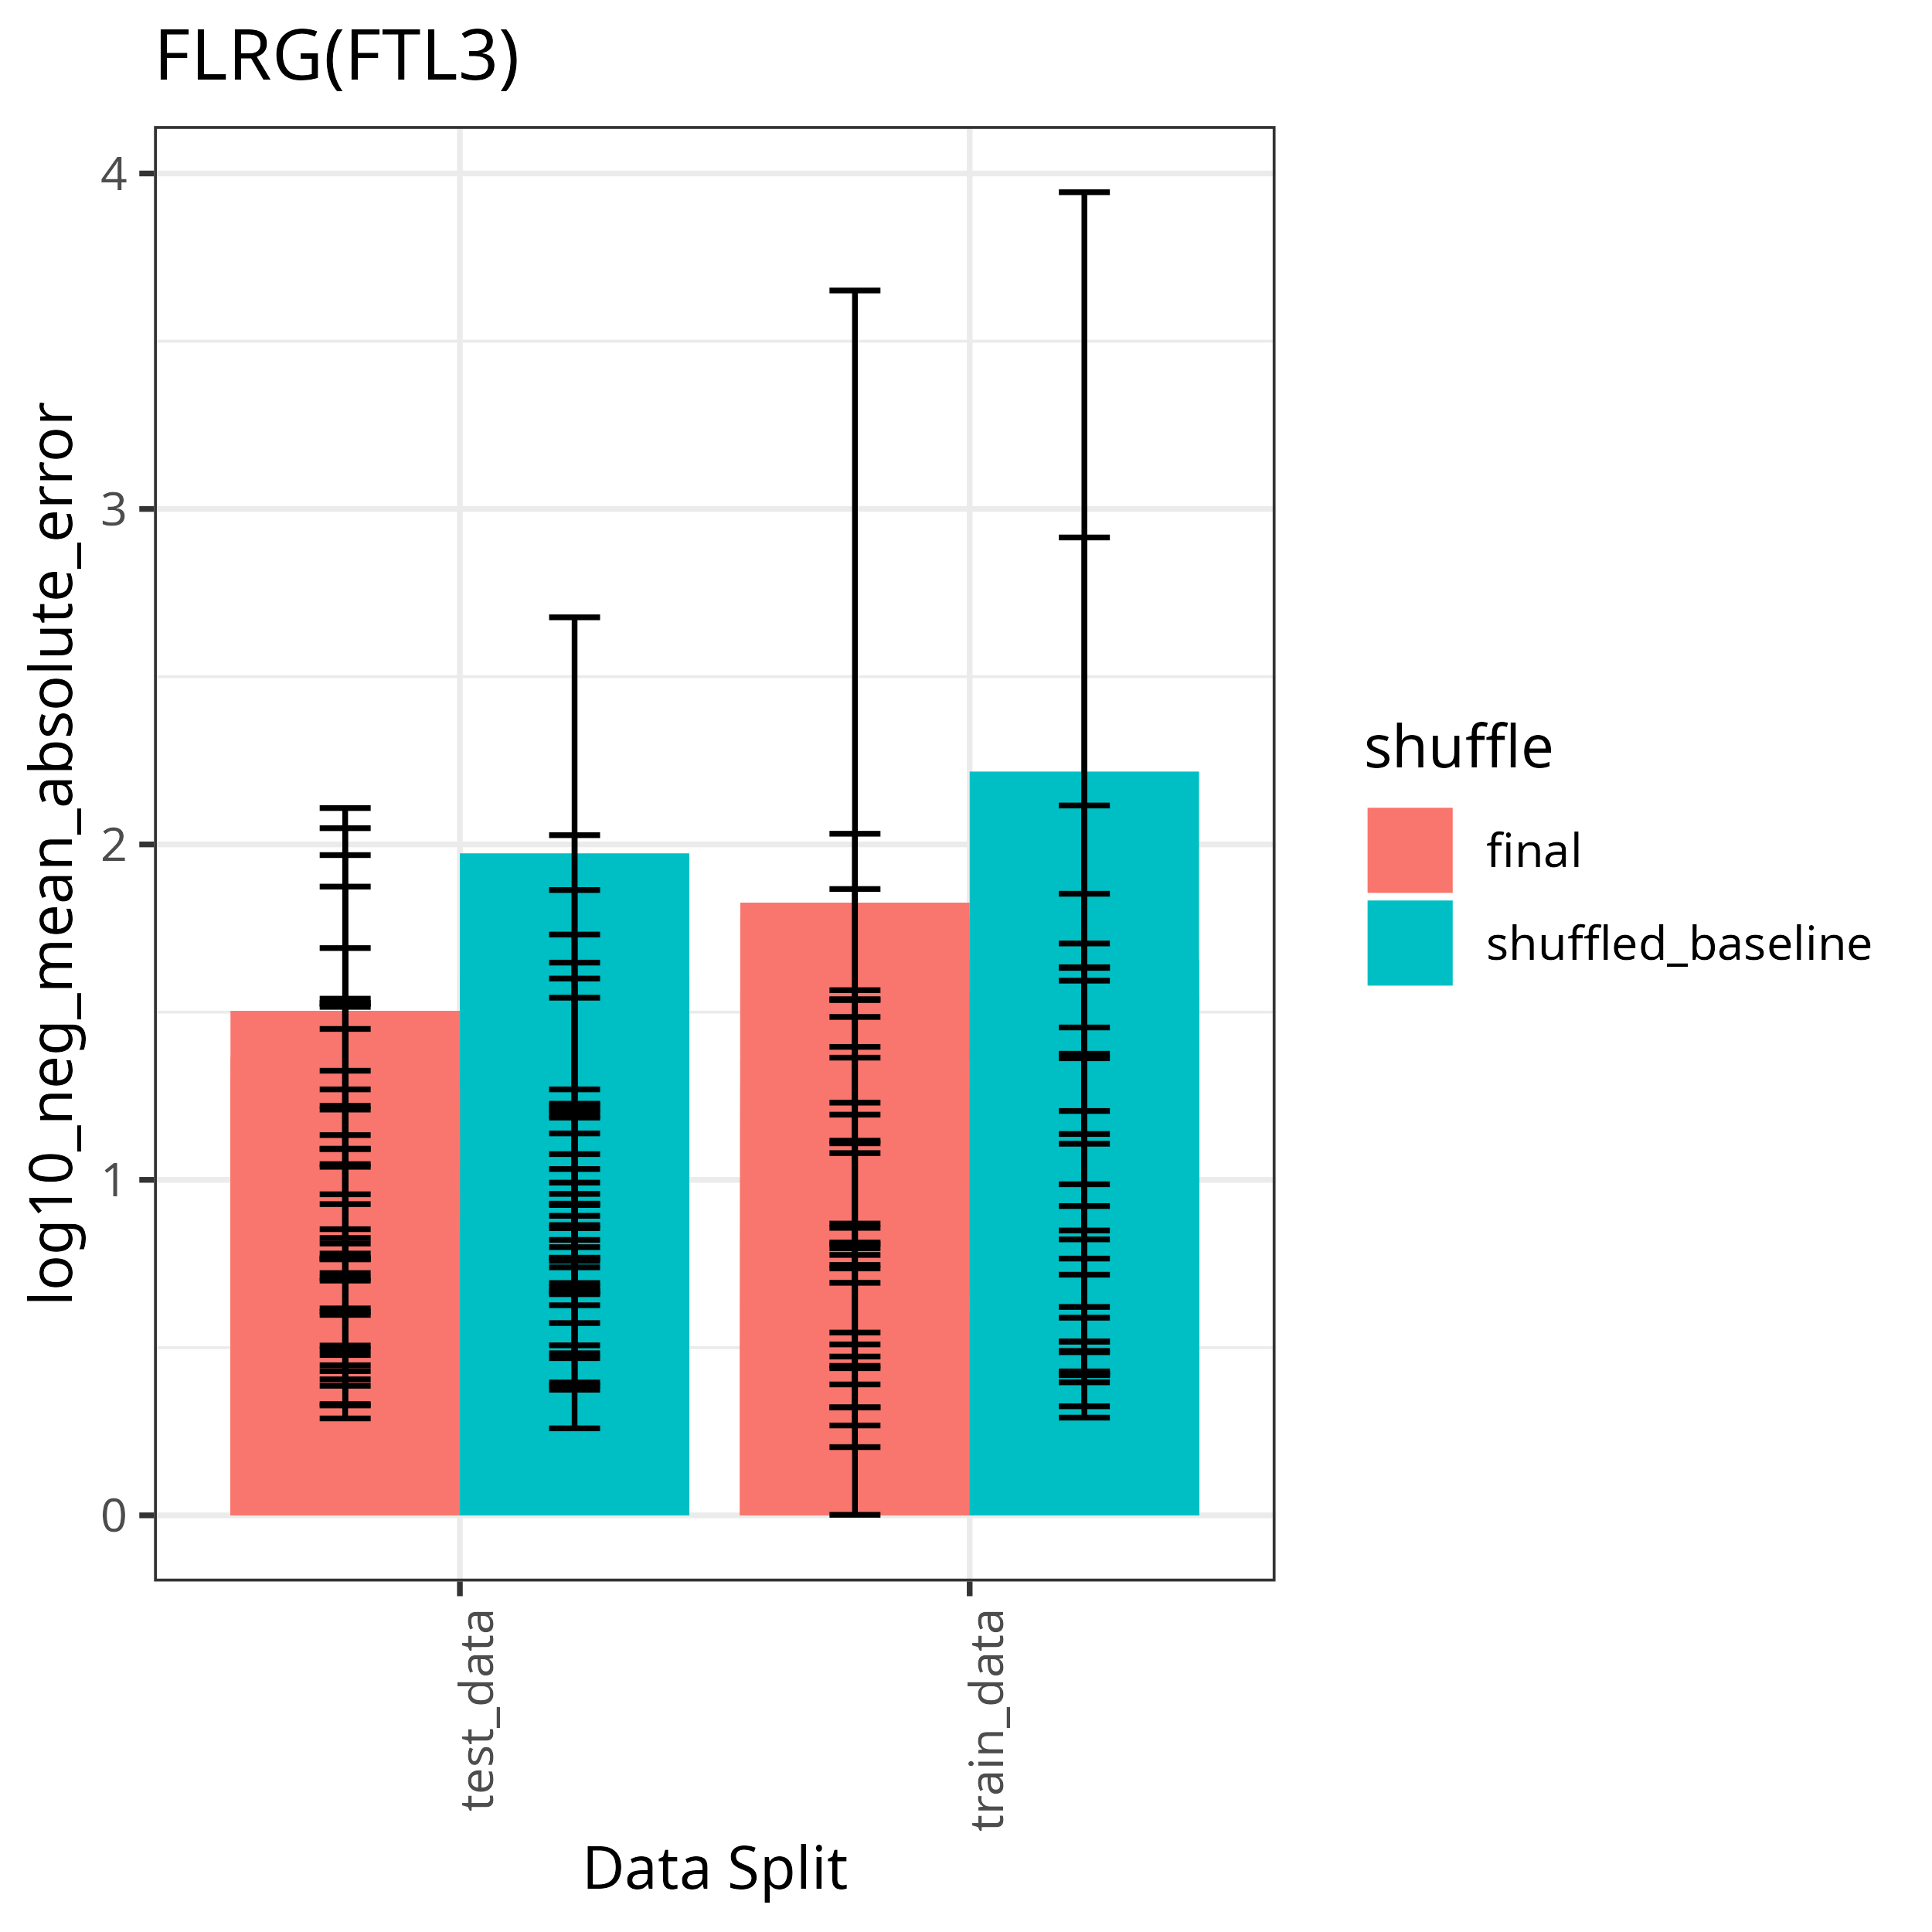 FLRG(FTL3)
log10_neg_mean_absolute_error
4
3
2
1
0
test_data
train_data
Data Split
shuffle
final
shuffled_baseline